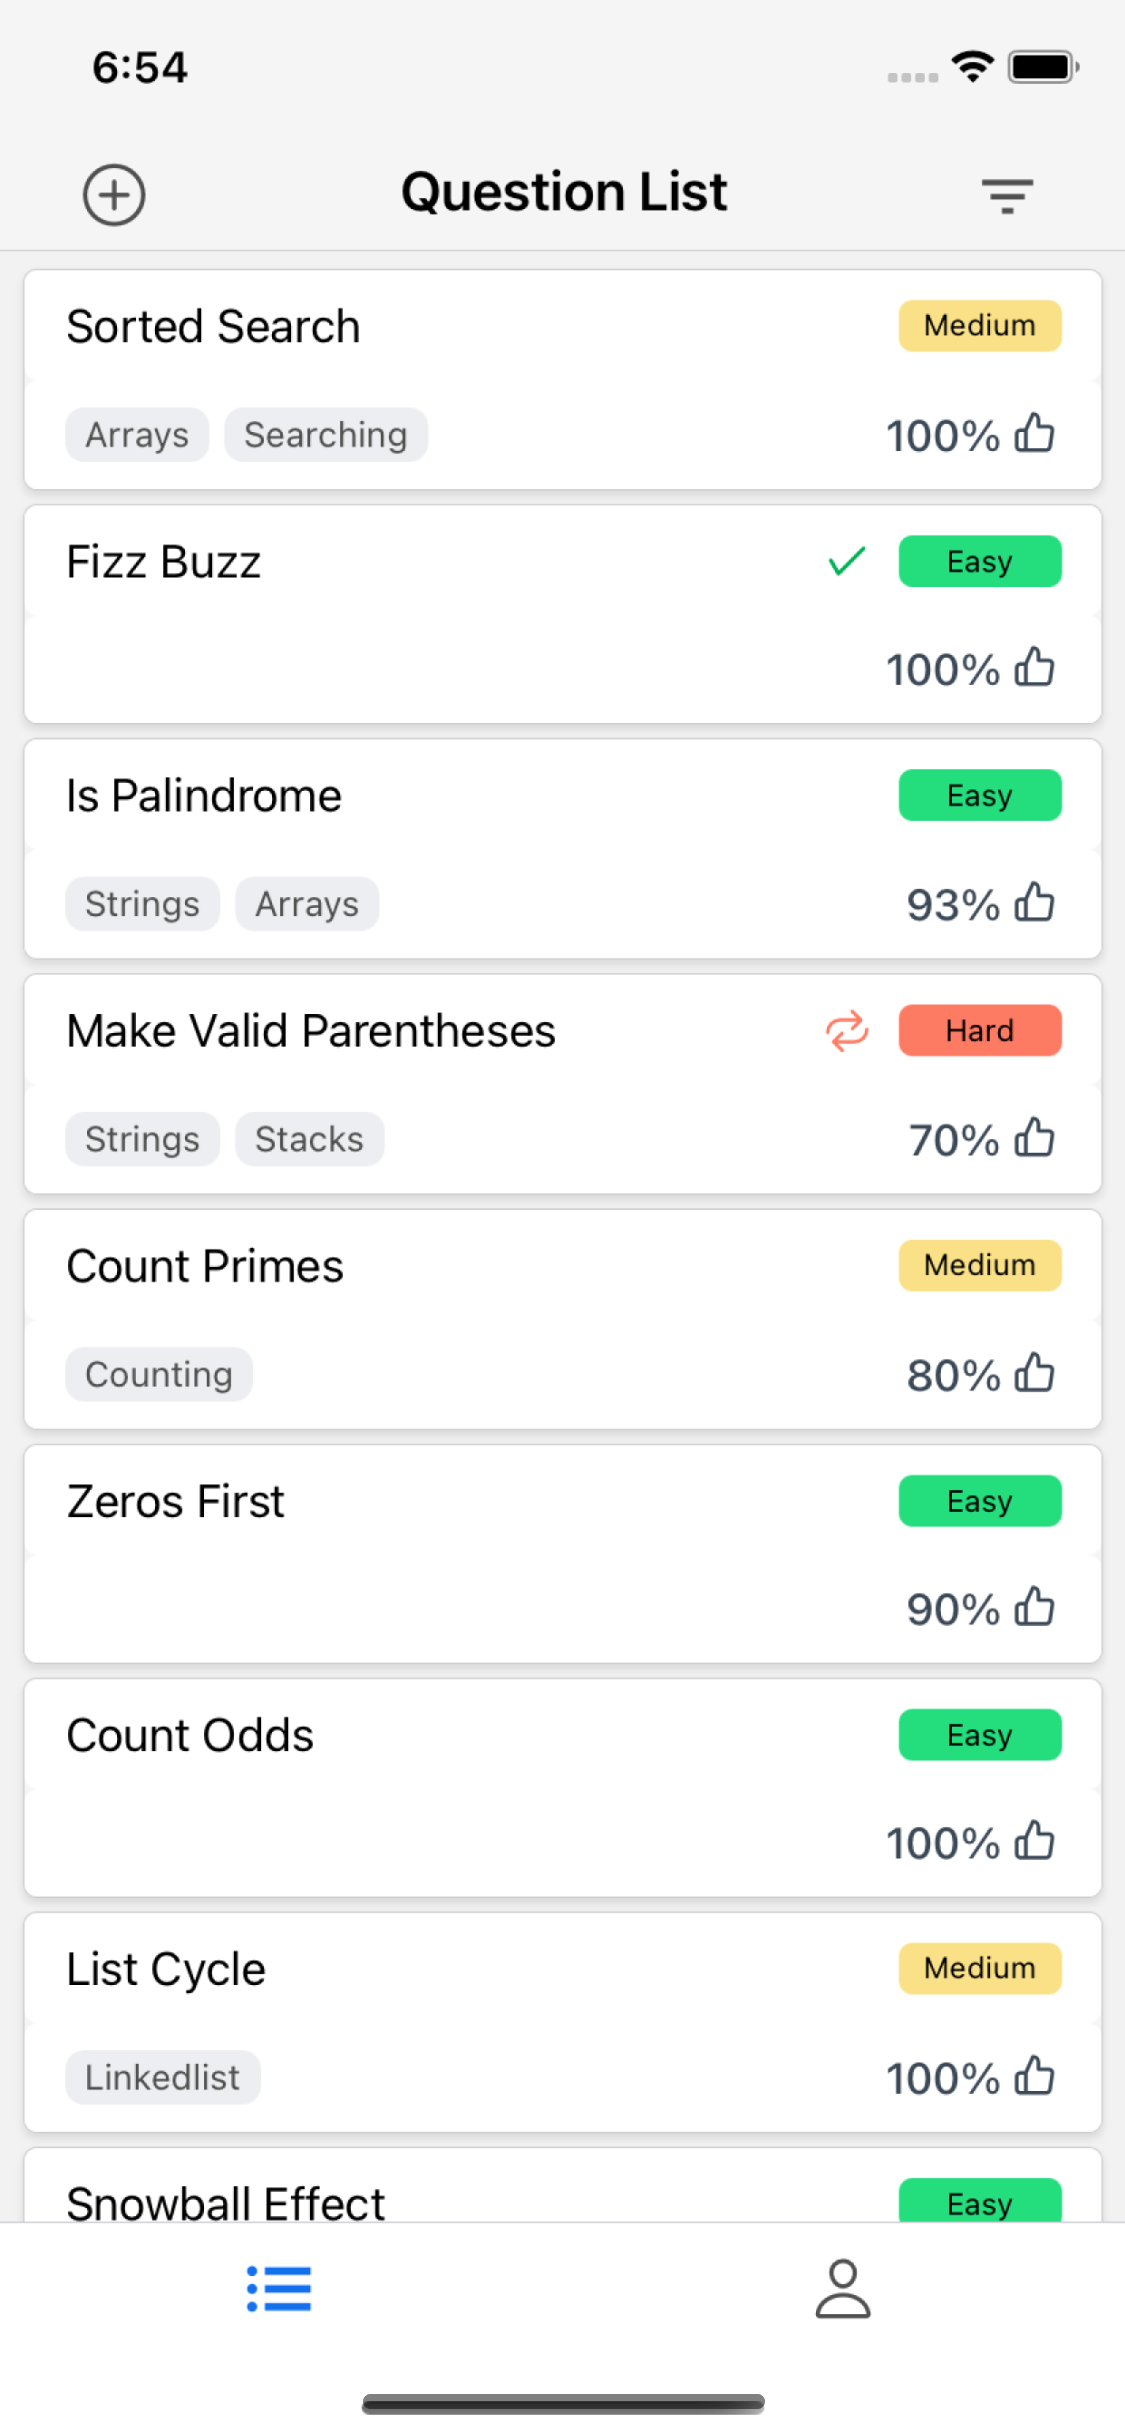 6:54
Question List
Sorted Search Medium
Arrays Searching 100%
Fizz Buzz Easy
100%
Is Palindrome Easy
Strings Arrays 93%
Make Valid Parentheses Hard
Strings Stacks 70%
Count Primes Medium
Counting 80%
Zeros First Easy
90%
Count Odds Easy
100%
List Cycle Medium
Linkedlist 100%
Snowball Effect Easy